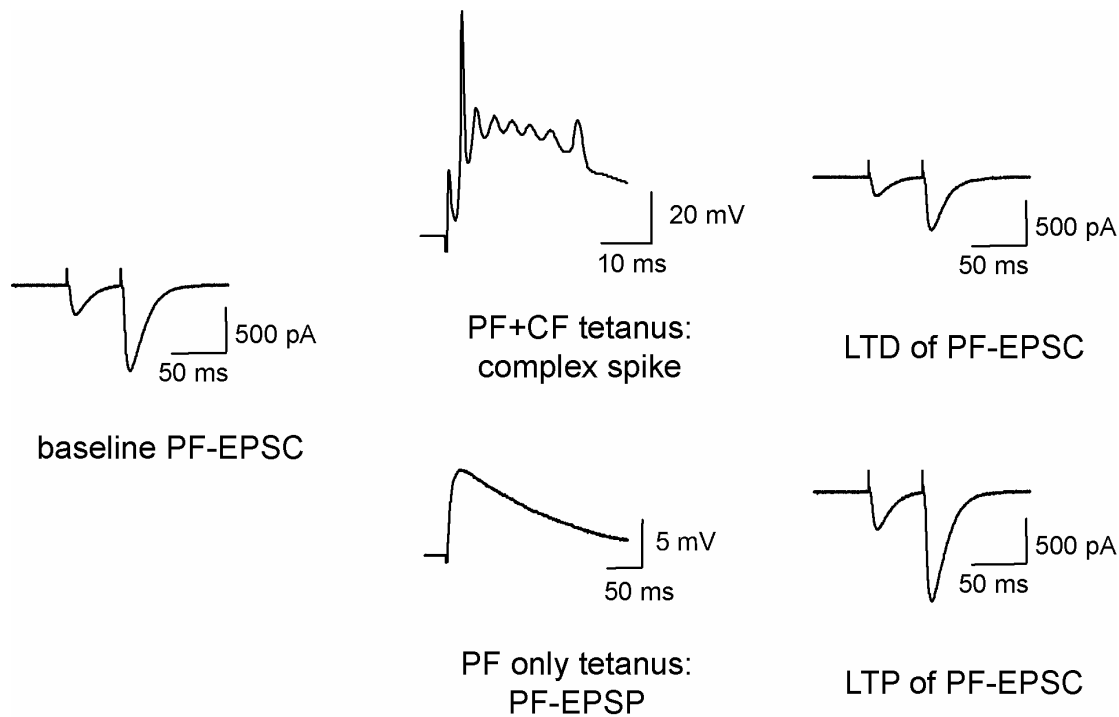 500 pA
50 ms
baseline PF-EPSC
20 mV
10 ms
PF+CF tetanus:
complex spike
5 mV
50 ms
PF only tetanus:
PF-EPSP
500 pA
50 ms
LTD of PF-EPSC
500 pA
50 ms
LTP of PF-EPSC